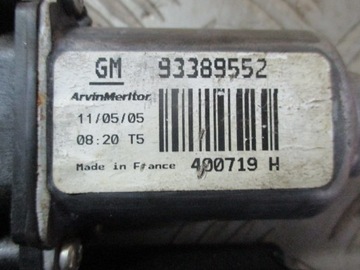 GM 93389552
ArvinMeritor
11/05/05
08:20 T5
Made in France 400719 H